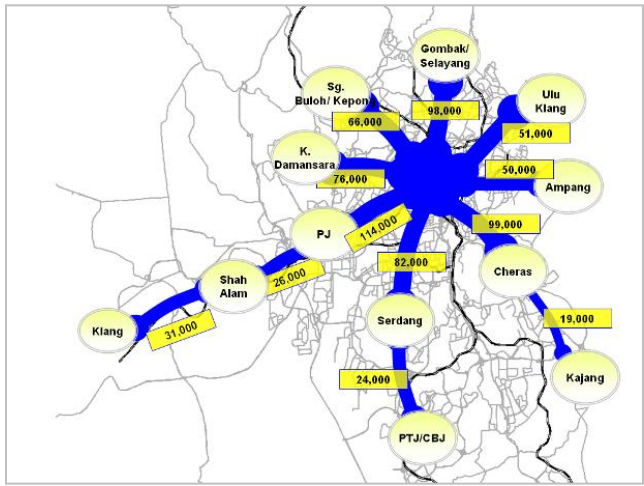 Gombak/
Selayang
Sg.
Buloh/ Kepong
Ulu
Klang
98,000
66,000
51,000
K.
Damansara
76,000
50,000
Ampang
PJ
114,000
99,000
82,000
Cheras
Shah
Alam
26,000
Klang
31,000
Serdang
19,000
Kajang
24,000
PTJ/CBJ